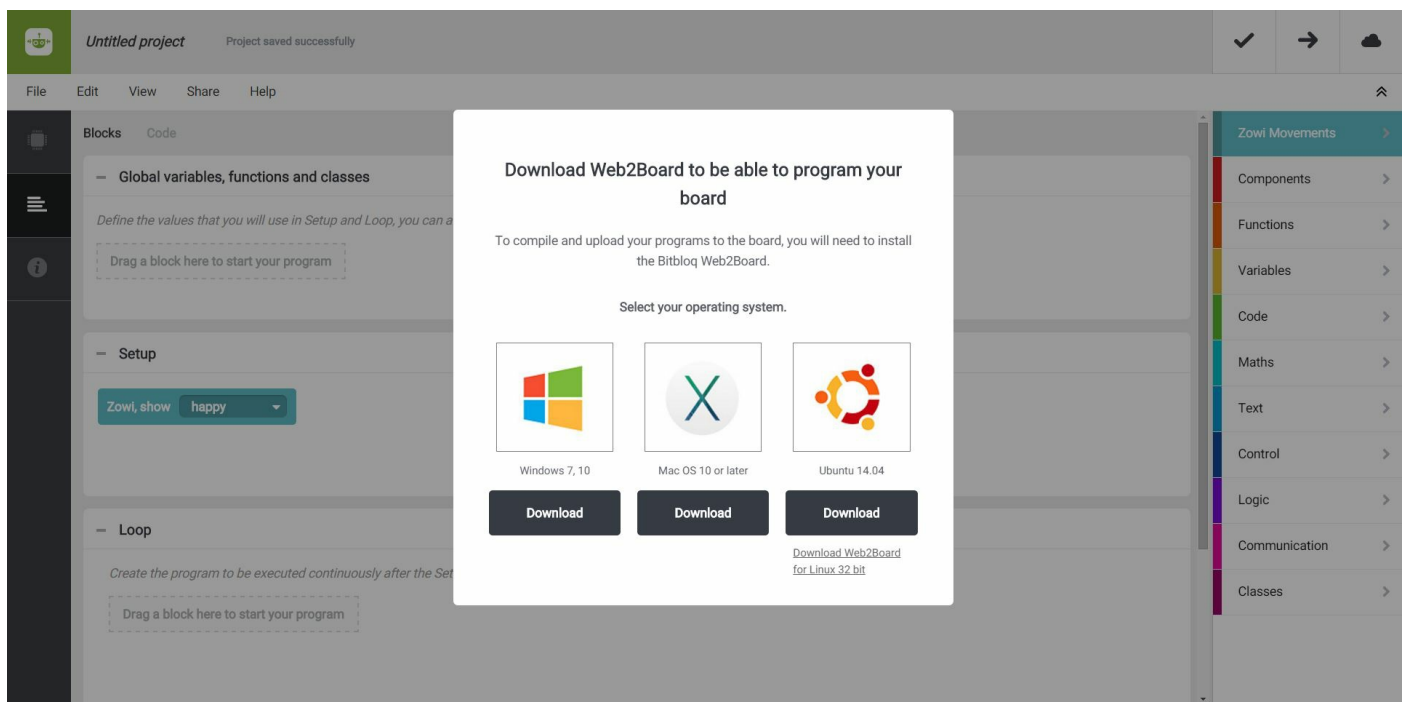 Untitled project
Project saved successfully
File Edit View Share Help
Blocks Code
Global variables, functions and classes
Define the values that you will use in Setup and Loop, you can a
Drag a block here to start your program
Setup
Zowi, show happy
Loop
Create the program to be executed continuously after the Set
Drag a block here to start your program
Download Web2Board to be able to program your
board
To compile and upload your programs to the board, you will need to install
the Bitbloq Web2Board.
Select your operating system.
Windows 7, 10
Mac OS 10 or later
Ubuntu 14.04
Download
Download
Download
Download Web2Board
for Linux 32 bit
Zowi Movements
Components
Functions
Variables
Code
Maths
Text
Control
Logic
Communication
Classes